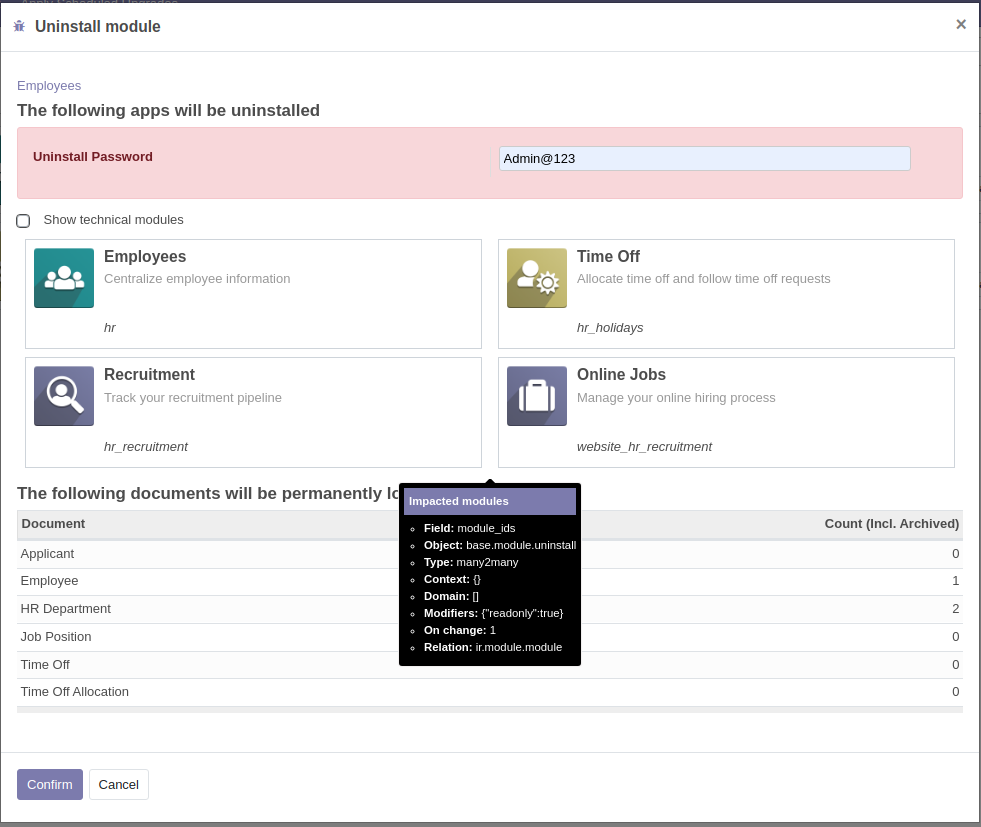 Apply Scheduled Upgrades
Uninstall module
×
Employees
The following apps will be uninstalled
Uninstall Password
Admin@123
Show technical modules
Employees
Centralize employee information
hr
Time Off
Allocate time off and follow time off requests
hr_holidays
Recruitment
Track your recruitment pipeline
hr_recruitment
Online Jobs
Manage your online hiring process
website_hr_recruitment
The following documents will be permanently lo
Impacted modules
Field: module_ids
Object: base.module.uninstall
Type: many2many
Context: {}
Domain: []
Modifiers: {"readonly":true}
On change: 1
Relation: ir.module.module
Document Count (Incl. Archived)
Applicant 0
Employee 1
HR Department 2
Job Position 0
Time Off 0
Time Off Allocation 0
Confirm Cancel